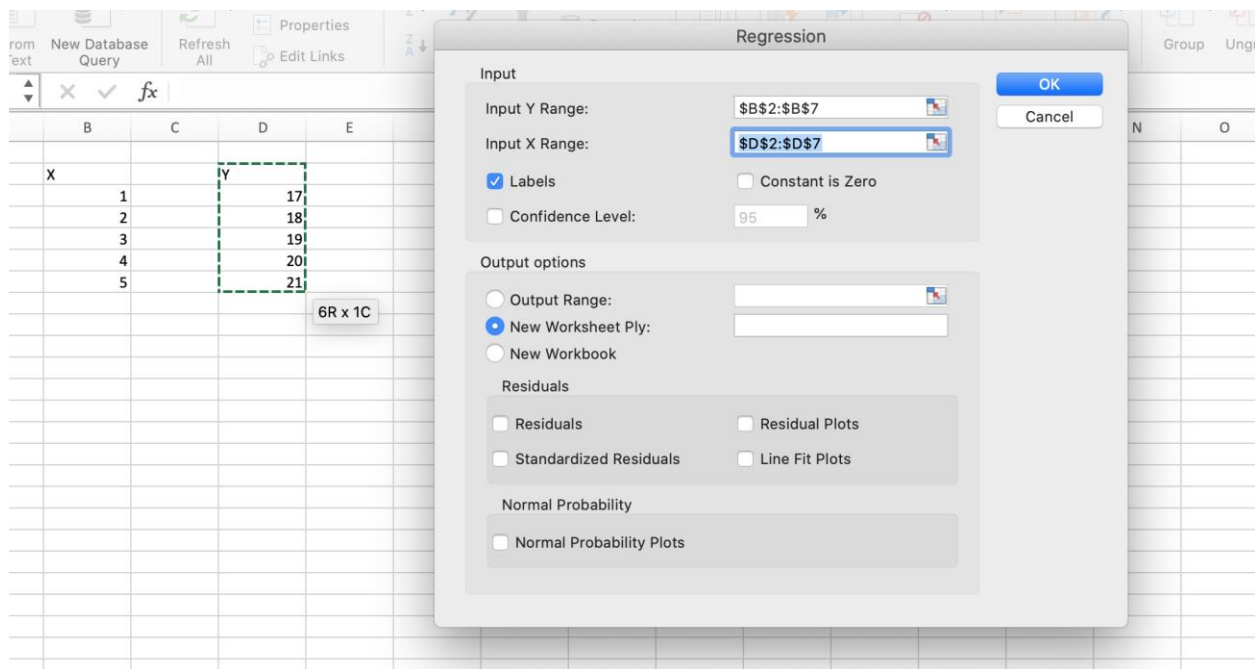 Properties
rom New Database Refresh
ext Query All Edit Links
Group
fx
B C D E N O
X Y
1 17
2 18
3 19
4 20
5 21
6R x 1C
Regression
Input
Input Y Range: $B$2:$B$7
Input X Range: $D$2:$D$7
Labels Constant is Zero
Confidence Level: 95 %
OK
Cancel
Output options
Output Range:
New Worksheet Ply:
New Workbook
Residuals
Residuals Residual Plots
Standardized Residuals Line Fit Plots
Normal Probability
Normal Probability Plots